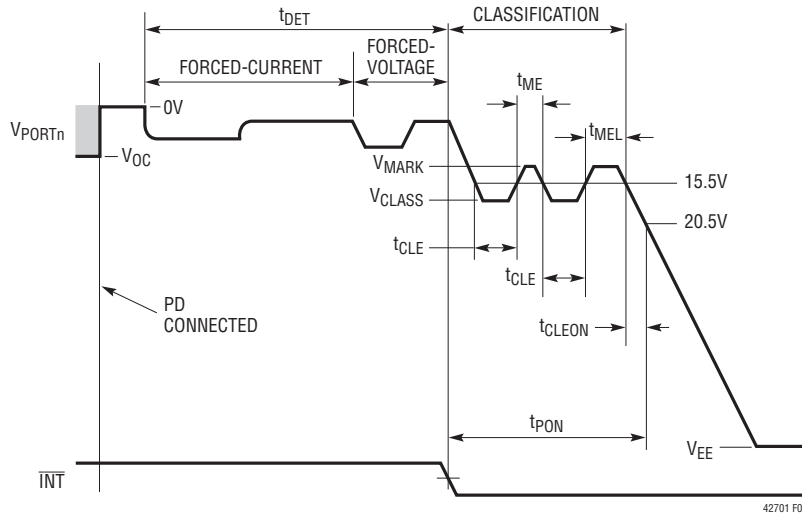 tDET
CLASSIFICATION
FORCED-CURRENT
FORCED-
VOLTAGE
tME
0V
VPORTn
VOC
tMEL
VMARK
15.5V
VCLASS
20.5V
tCLE
tCLE
PD
CONNECTED
tCLEON
tPON
VEE
INT
42701 F0